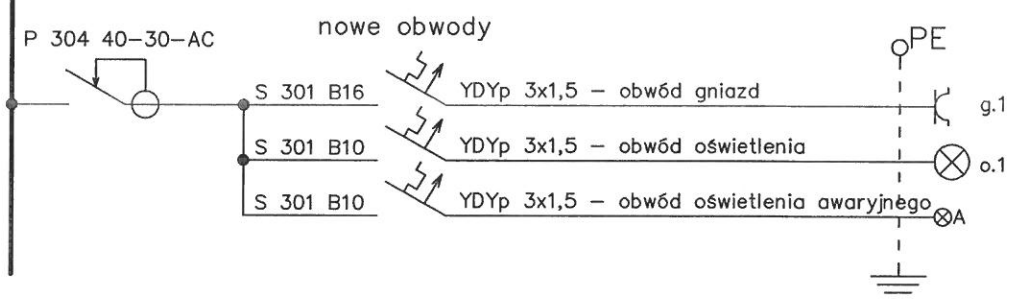 nowe obwody
P 304 40-30-AC
PE
S 301 B16 YDYp 3x1,5 – obwód gniazd g.1
S 301 B10 YDYp 3x1,5 – obwód oświetlenia o.1
S 301 B10 YDYp 3x1,5 – obwód oświetlenia awaryjnego A